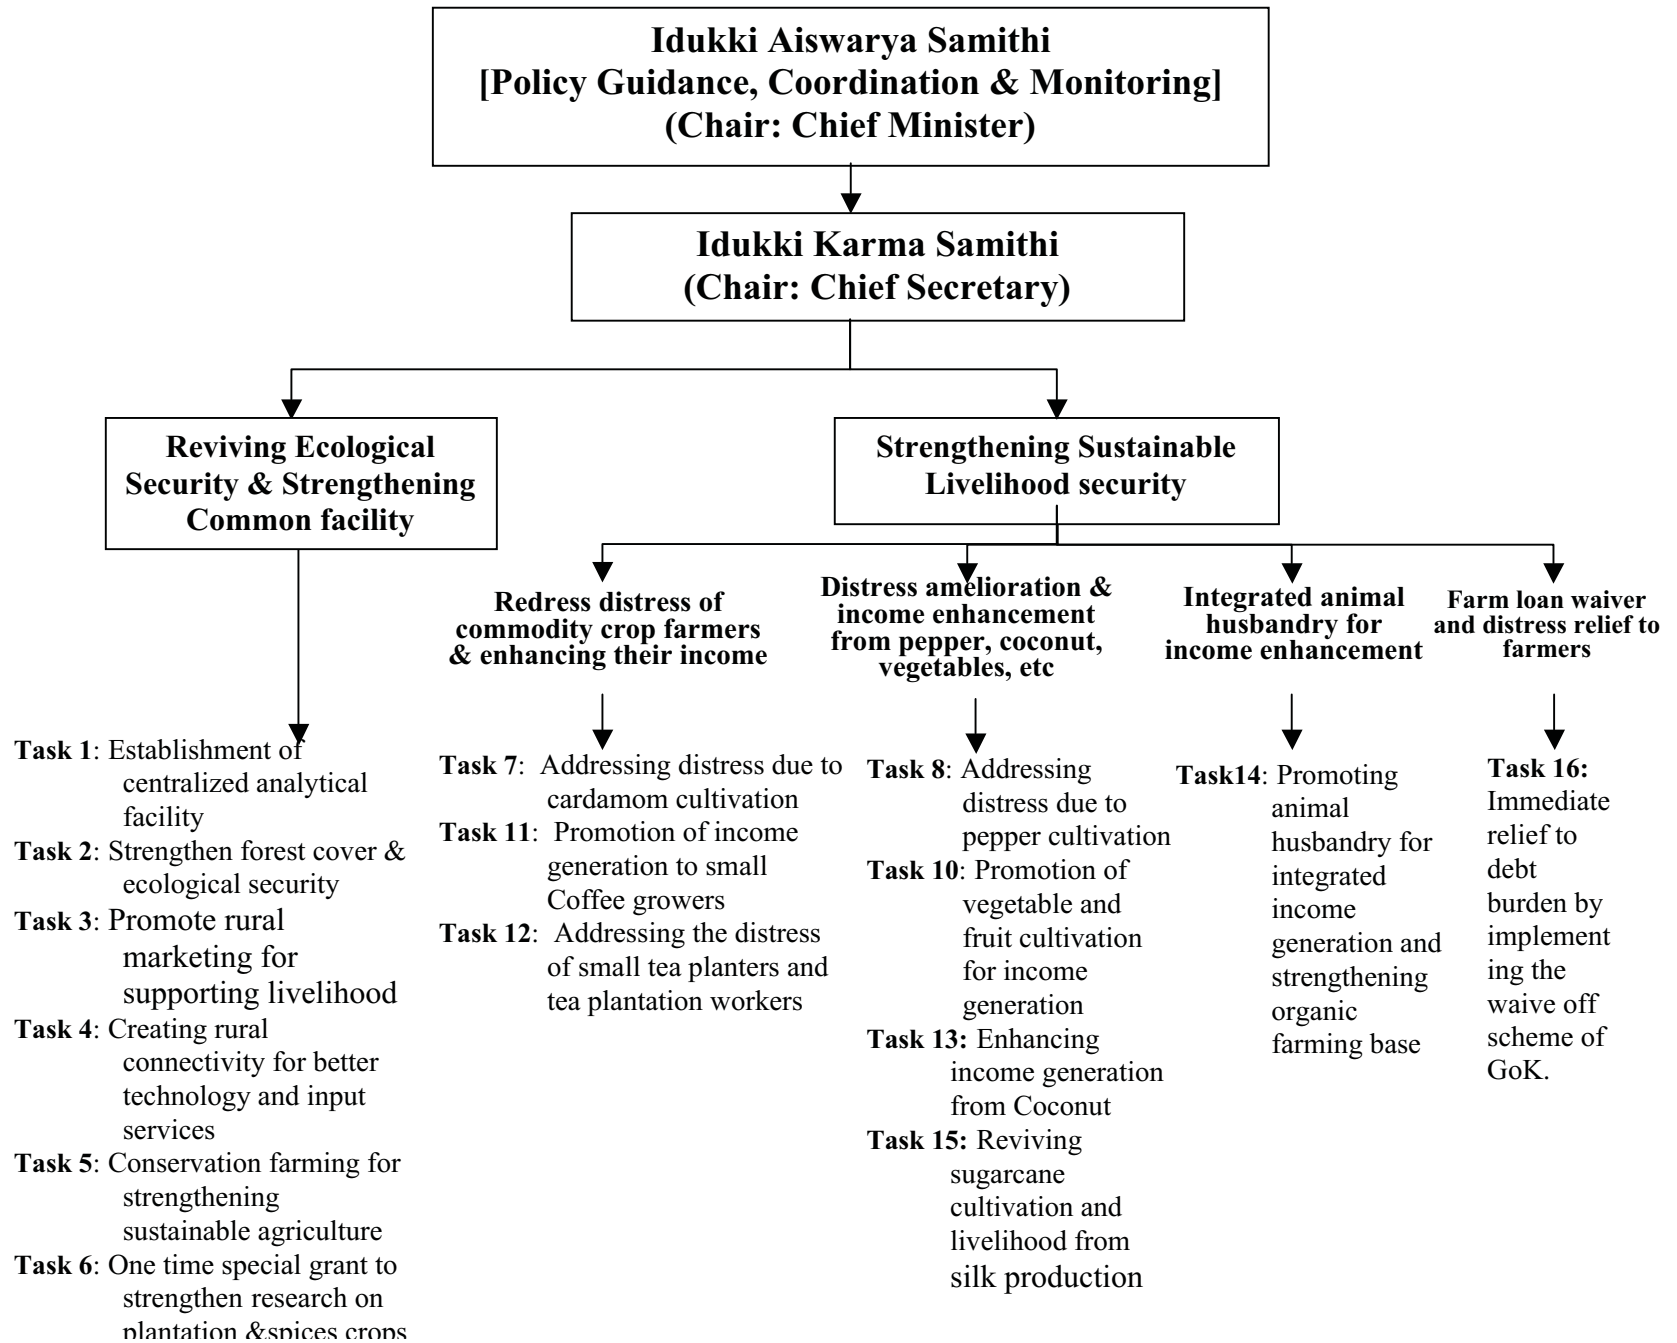 Idukki Aiswarya Samithi
[Policy Guidance, Coordination & Monitoring]
(Chair: Chief Minister)
Idukki Karma Samithi
(Chair: Chief Secretary)
Reviving Ecological
Security & Strengthening
Common facility
Strengthening Sustainable
Livelihood security
Redress distress of
commodity crop farmers
& enhancing their income
Distress amelioration &
income enhancement
from pepper, coconut,
vegetables, etc
Integrated animal
husbandry for
income enhancement
Farm loan waiver
and distress relief to
farmers
Task 1: Establishment of
centralized analytical
facility
Task 2: Strengthen forest cover &
ecological security
Task 3: Promote rural
marketing for
supporting livelihood
Task 4: Creating rural
connectivity for better
technology and input
services
Task 5: Conservation farming for
strengthening
sustainable agriculture
Task 6: One time special grant to
strengthen research on
plantation &spices crops
Task 7: Addressing distress due to
cardamom cultivation
Task 11: Promotion of income
generation to small
Coffee growers
Task 12: Addressing the distress
of small tea planters and
tea plantation workers
Task 8: Addressing
distress due to
pepper cultivation
Task 10: Promotion of
vegetable and
fruit cultivation
for income
generation
Task 13: Enhancing
income generation
from Coconut
Task 15: Reviving
sugarcane
cultivation and
livelihood from
silk production
Task14: Promoting
animal
husbandry for
integrated
income
generation and
strengthening
organic
farming base
Task 16:
Immediate
relief to
debt
burden by
implement
ing the
waive off
scheme of
GoK.